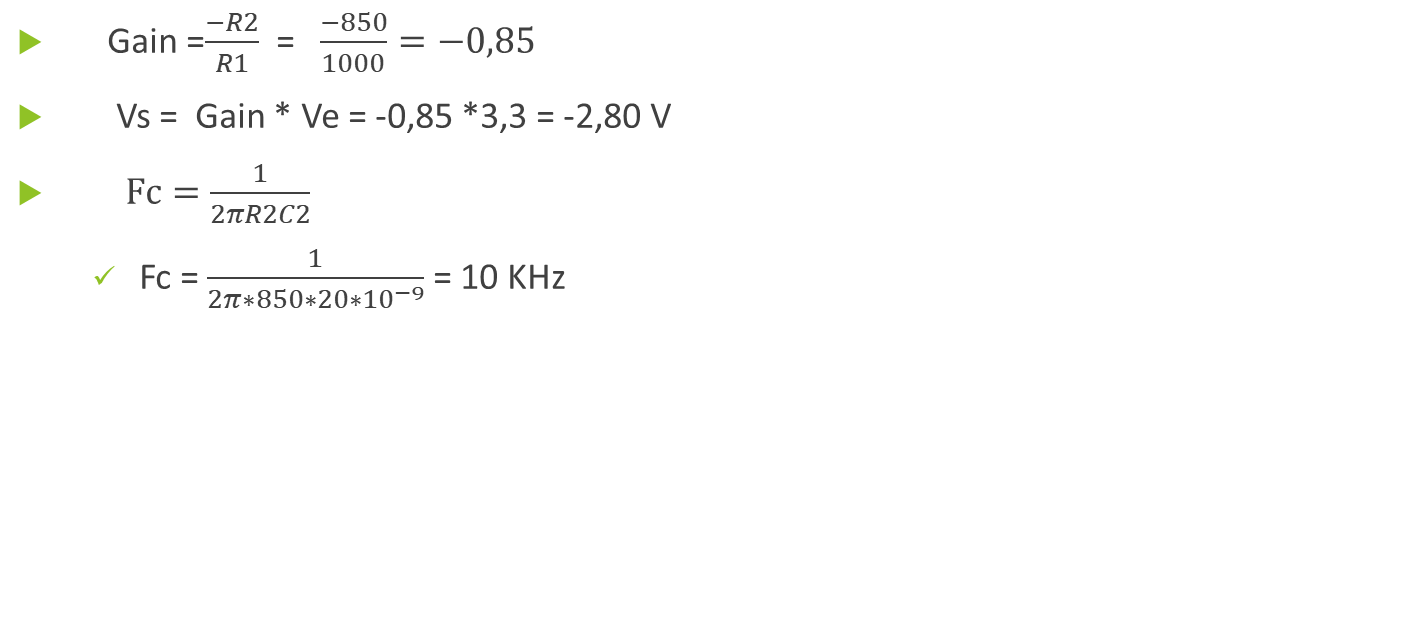 Gain = −R2/R1 = −850/1000 = −0,85
Vs = Gain * Ve = -0,85 *3,3 = -2,80 V
Fc = 1/2πR2C2
✓ Fc = 1/2π∗850∗20∗10⁻⁹ = 10 KHz